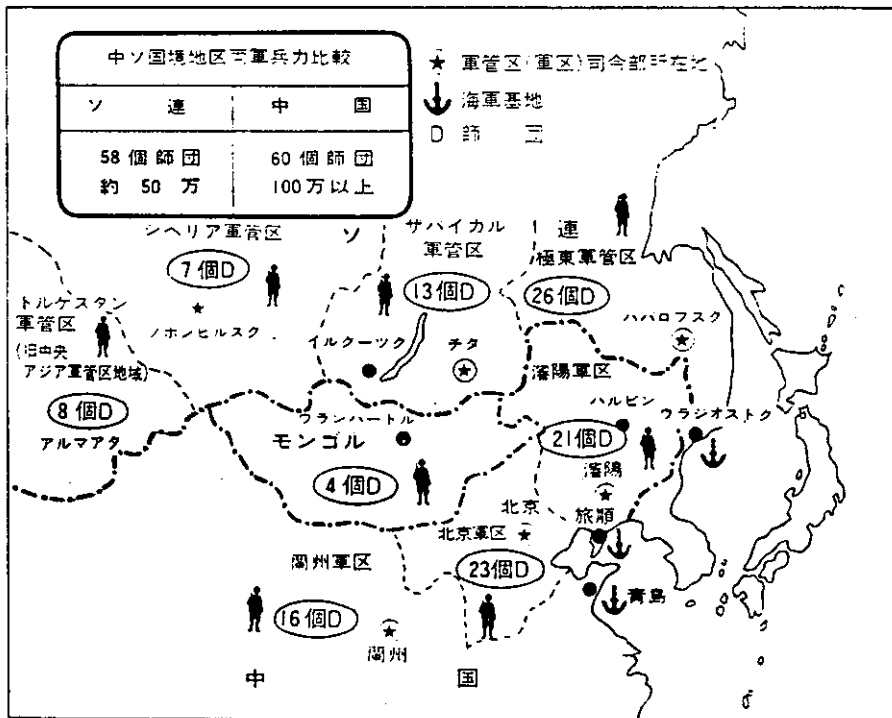 中ソ国境地区両軍兵力比較
ソ 連 中 国
58個師団 60個師団
約 50 万 100万以上
★ 軍管区(軍区)司令部所在地
海軍基地
D 師 団
シベリア軍管区
7個D
ノボシビルスク
ソ 連
ザバイカル
軍管区
13個D
極東軍管区
26個D
トルケスタン
軍管区
(旧中央
アジア軍管区地域)
8個D
アルマアタ
イルクーツク
チタ
ハバロフスク
瀋陽軍区
ウランバートル
モンゴル
4個D
ハルビン
ウラジオストク
21個D
瀋陽
旅順
北京
北京軍区
23個D
青島
蘭州軍区
16個D
蘭州
中 国